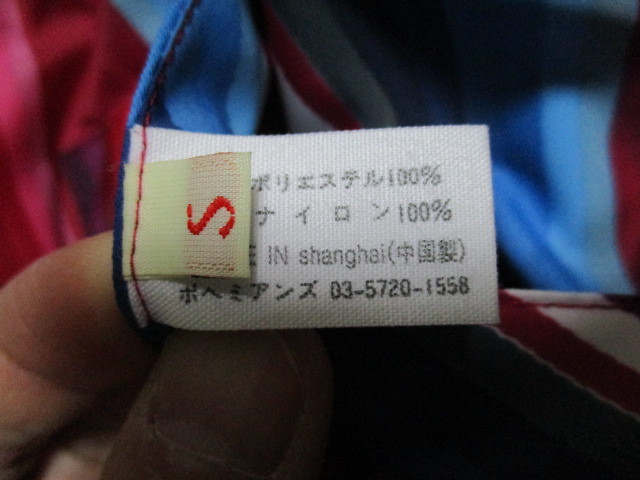 S
ポリエステル100%
ナイロン100%
E IN shanghai(中国製)
ボヘミアンズ 03-5720-1558